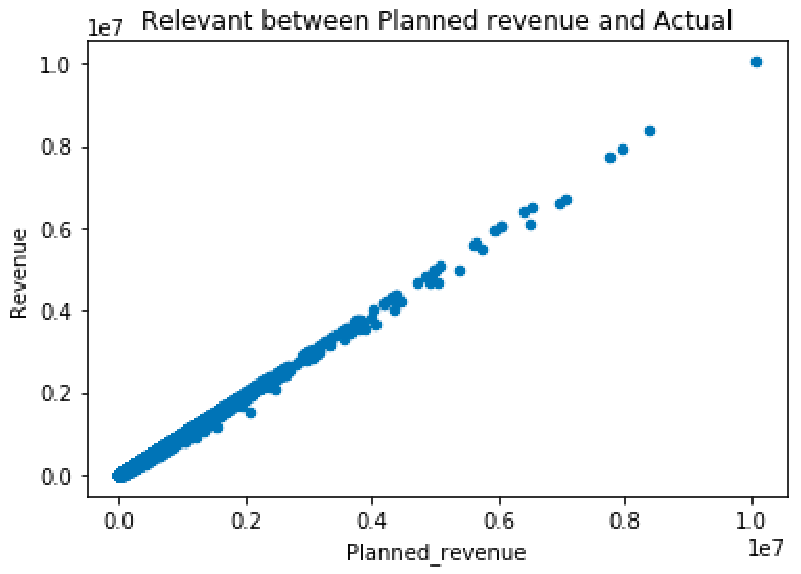 Relevant between Planned revenue and Actual
1e7
1.0
0.8
0.6
0.4
0.2
0.0
Revenue
0.0 0.2 0.4 0.6 0.8 1.0
1e7
Planned_revenue